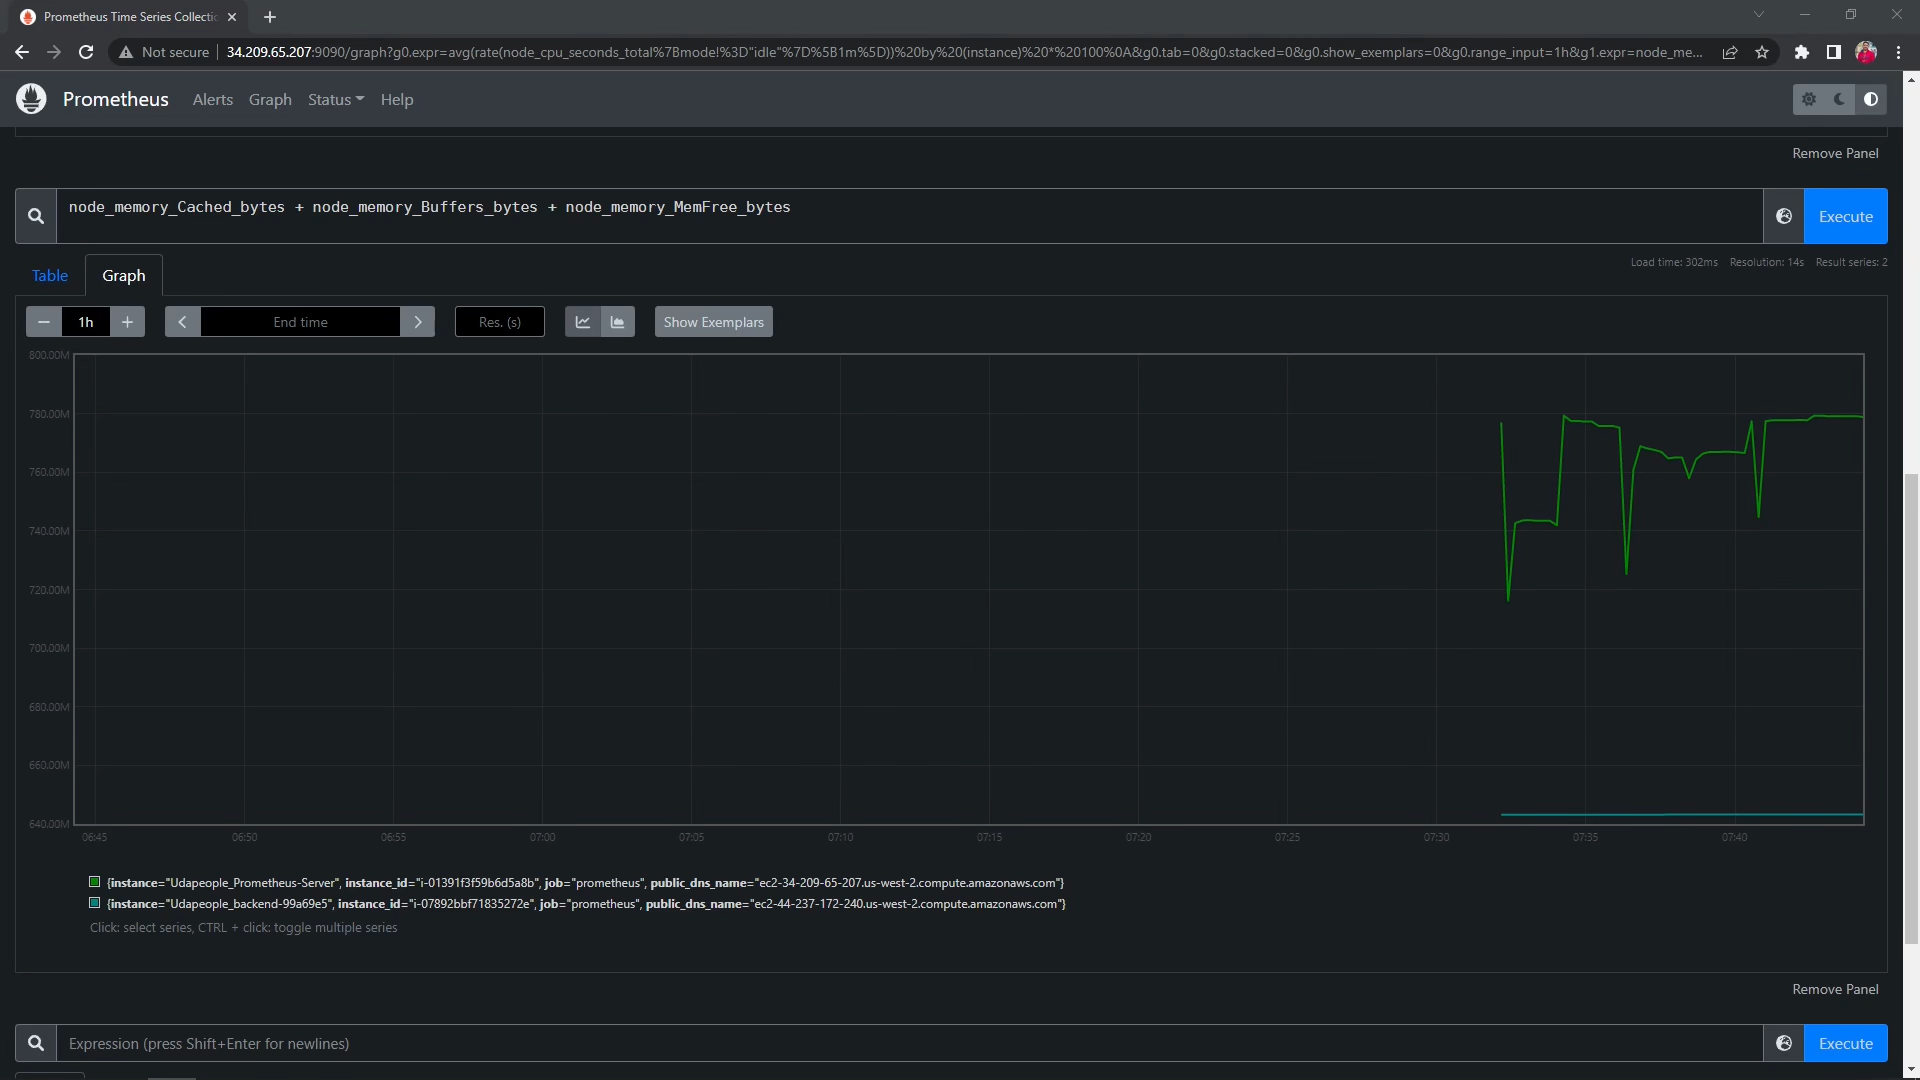 Prometheus Time Series Collectio
Not secure
34.209.65.207:9090/graph?g0.expr=avg(rate(node_cpu_seconds_total%7Bmode!%3D"idle"%7D%5B1m%5D))%20by%20(instance)%20*%20100%0A&g0.tab=0&g0.stacked=0&g0.show_exemplars=0&g0.range_input=1h&g1.expr=node_me...
Prometheus Alerts Graph Status Help
Remove Panel
node_memory_Cached_bytes + node_memory_Buffers_bytes + node_memory_MemFree_bytes
Execute
Table Graph
Load time: 302ms Resolution: 14s Result series: 2
1h End time Res. (s) Show Exemplars
800.00M
780.00M
760.00M
740.00M
720.00M
700.00M
680.00M
660.00M
640.00M
06:45 06:50 06:55 07:00 07:05 07:10 07:15 07:20 07:25 07:30 07:35 07:40
{instance="Udapeople_Prometheus-Server", instance_id="i-01391f3f59b6d5a8b", job="prometheus", public_dns_name="ec2-34-209-65-207.us-west-2.compute.amazonaws.com"}
{instance="Udapeople_backend-99a69e5", instance_id="i-07892bbf71835272e", job="prometheus", public_dns_name="ec2-44-237-172-240.us-west-2.compute.amazonaws.com"}
Click: select series, CTRL + click: toggle multiple series
Remove Panel
Expression (press Shift+Enter for newlines)
Execute